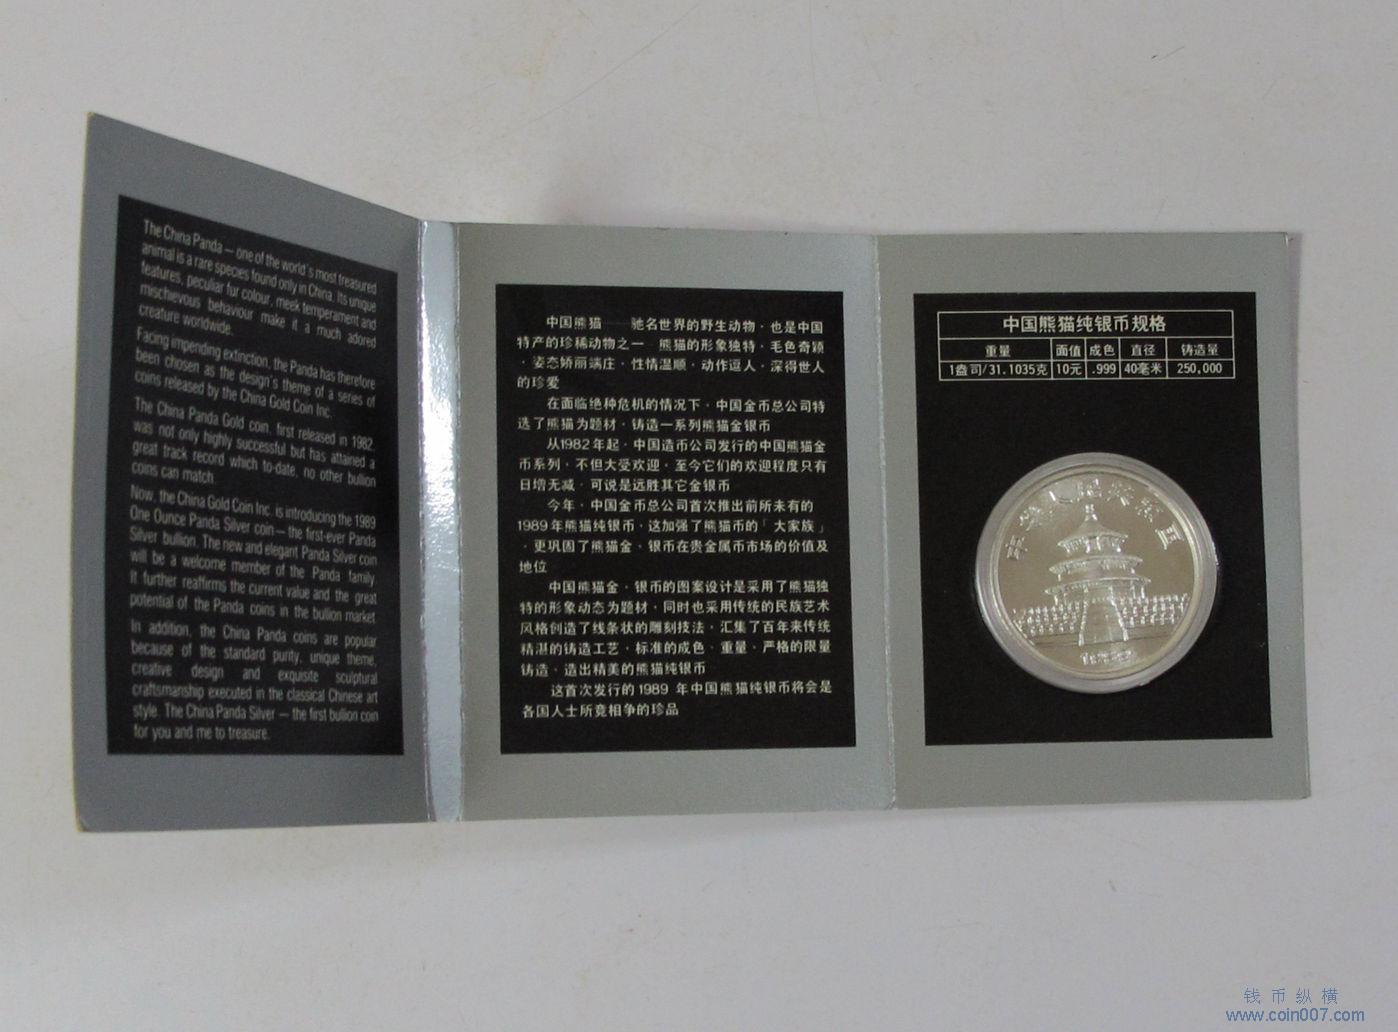 The China Panda — one of the world's most treasured
animal is a rare species found only in China. Its unique
features, peculiar fur colour, meek temperament and
mischievous behaviour make it a much adored
creature worldwide.
Facing impending extinction, the Panda has therefore
been chosen as the design's theme of a series of
coins released by the China Gold Coin Inc.
The China Panda Gold coin, first released in 1982,
was not only highly successful but has attained a
great track record which to-date, no other bullion
coins can match
Now, the China Gold Coin Inc. is introducing the 1989
One Ounce Panda Silver coin — the first-ever Panda
Silver bullion. The new and elegant Panda Silver coin
will be a welcome member of the Panda family.
It further reaffirms the current value and the great
potential of the Panda coins in the bullion market
In addition, the China Panda coins are popular
because of the standard purity, unique theme,
creative design and exquisite sculptural
craftsmanship executed in the classical Chinese art
style. The China Panda Silver — the first bullion coin
for you and me to treasure.
中国熊猫——驰名世界的野生动物·也是中国
特产的珍稀动物之一 熊猫的形象独特·毛色奇颖
·姿态娇丽端庄·性情温顺·动作逗人·深得世人
的珍爱
在面临绝种危机的情况下·中国金币总公司特
选了熊猫为题材·铸造一系列熊猫金银币
从1982年起·中国造币公司发行的中国熊猫金
币系列·不但大受欢迎·至今它们的欢迎程度只有
日增无减·可说是远胜其它金银币
今年·中国金币总公司首次推出前所未有的
1989年熊猫纯银币·这加强了熊猫币的「大家族」
·更巩固了熊猫金·银币在贵金属币市场的价值及
地位
中国熊猫金·银币的图案设计是采用了熊猫独
特的形象动态为题材·同时也采用传统的民族艺术
风格创造了线条状的雕刻技法·汇集了百年来传统
精湛的铸造工艺·标准的成色·重量·严格的限量
铸造·造出精美的熊猫纯银币
这首次发行的1989 年中国熊猫纯银币将会是
各国人士所竞相争的珍品
中国熊猫纯银币规格
重量 面值 成色 直径 铸造量
1盎司/31.1035克 10元 .999 40毫米 250,000
中华人民共和国
钱币纵横
www.coin007.com